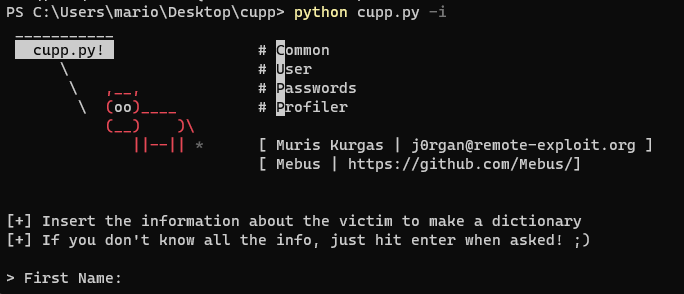 PS C:\Users\mario\Desktop\cupp> python cupp.py -i
 ___________
   cupp.py!                 # Common
      \                     # User
       \   ,__,             # Passwords
        \  (oo)____         # Profiler
           (__)    )\
              ||--|| *      [ Muris Kurgas | j0rgan@remote-exploit.org ]
                            [ Mebus | https://github.com/Mebus/]
[+] Insert the information about the victim to make a dictionary
[+] If you don't know all the info, just hit enter when asked! ;)
> First Name: